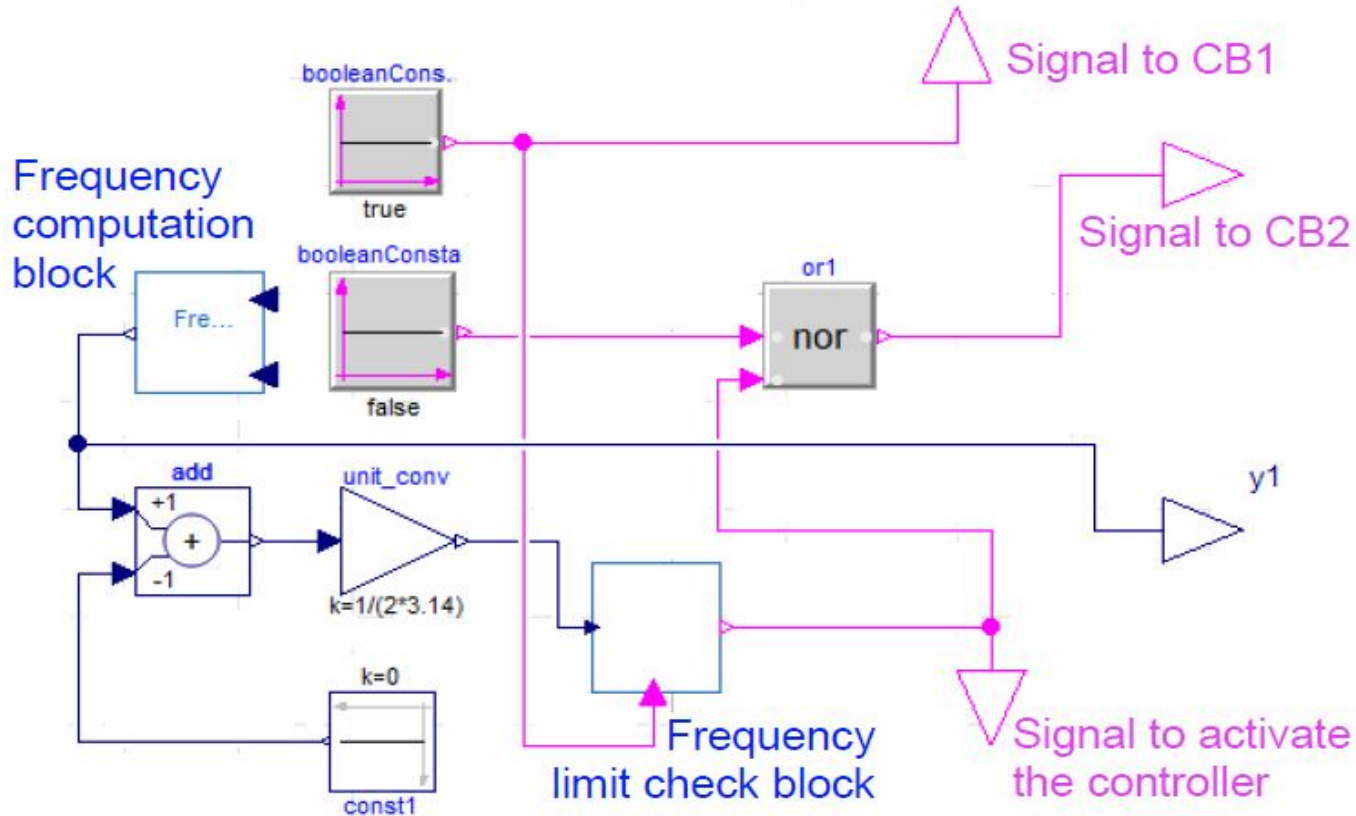 booleanCons.
Signal to CB1
true
Frequency
computation
block
booleanConsta
Signal to CB2
Fre...
or1
nor
false
add
unit_conv
y1
+1
+
-1
k=1/(2*3.14)
k=0
const1
Frequency
limit check block
Signal to activate
the controller